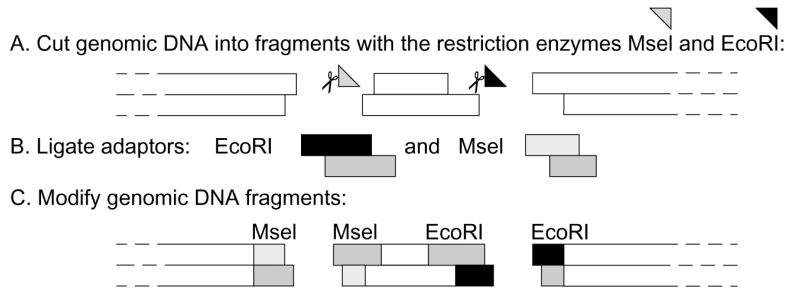 A. Cut genomic DNA into fragments with the restriction enzymes MseI and EcoRI:
B. Ligate adaptors: EcoRI and MseI
C. Modify genomic DNA fragments:
MseI MseI EcoRI EcoRI